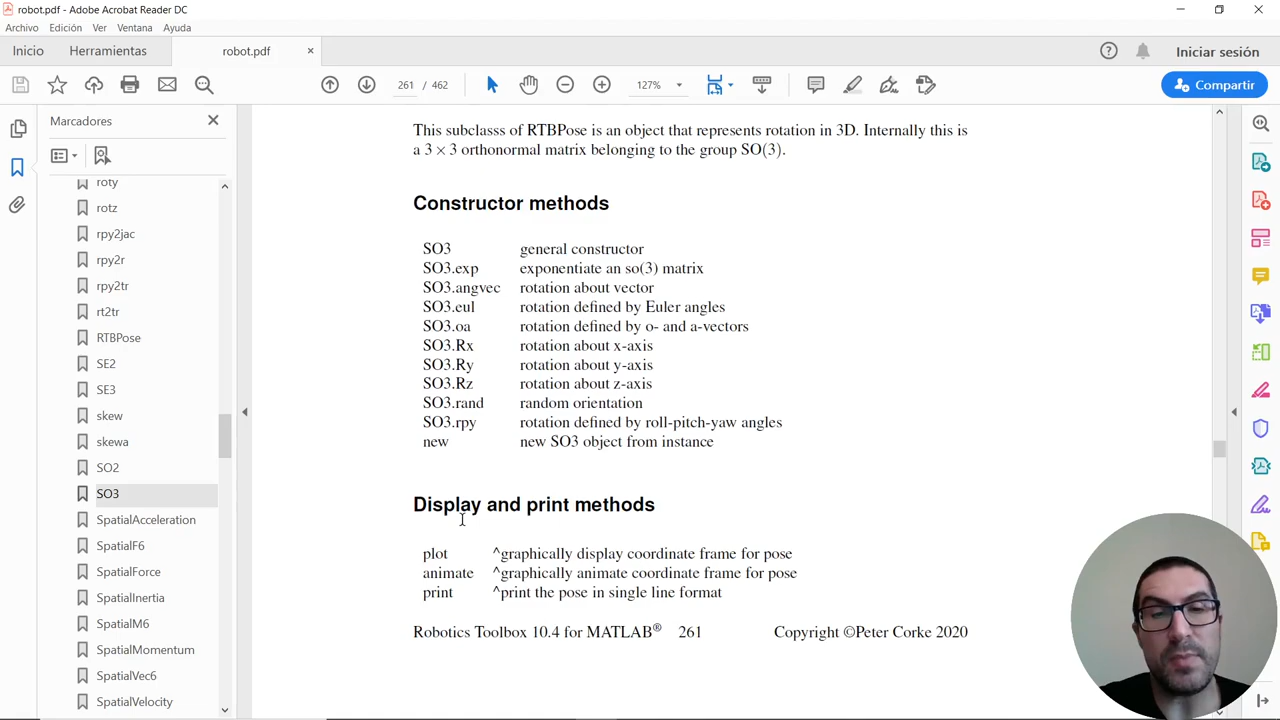 robot.pdf - Adobe Acrobat Reader DC
Archivo Edición Ver Ventana Ayuda
Inicio Herramientas robot.pdf × Iniciar sesión
261 / 462 127% Compartir
Marcadores
roty
rotz
rpy2jac
rpy2r
rpy2tr
rt2tr
RTBPose
SE2
SE3
skew
skewa
SO2
SO3
SpatialAcceleration
SpatialF6
SpatialForce
SpatialInertia
SpatialM6
SpatialMomentum
SpatialVec6
SpatialVelocity
This subclasss of RTBPose is an object that represents rotation in 3D. Internally this is
a 3 × 3 orthonormal matrix belonging to the group SO(3).
Constructor methods
SO3 general constructor
SO3.exp exponentiate an so(3) matrix
SO3.angvec rotation about vector
SO3.eul rotation defined by Euler angles
SO3.oa rotation defined by o- and a-vectors
SO3.Rx rotation about x-axis
SO3.Ry rotation about y-axis
SO3.Rz rotation about z-axis
SO3.rand random orientation
SO3.rpy rotation defined by roll-pitch-yaw angles
new new SO3 object from instance
Display and print methods
plot ^graphically display coordinate frame for pose
animate ^graphically animate coordinate frame for pose
print ^print the pose in single line format
Robotics Toolbox 10.4 for MATLAB® 261 Copyright ©Peter Corke 2020